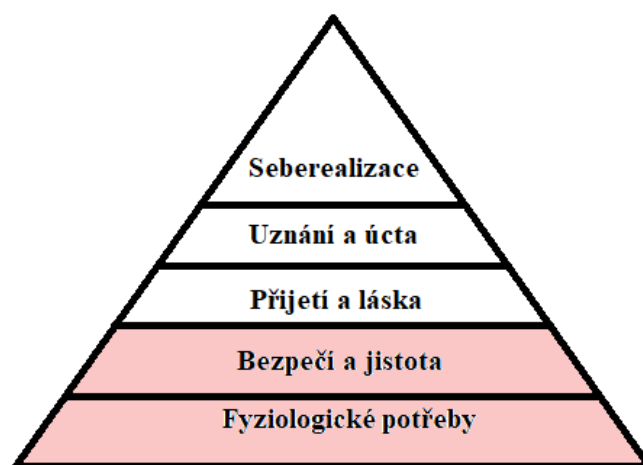 Seberealizace
Uznání a úcta
Přijetí a láska
Bezpečí a jistota
Fyziologické potřeby